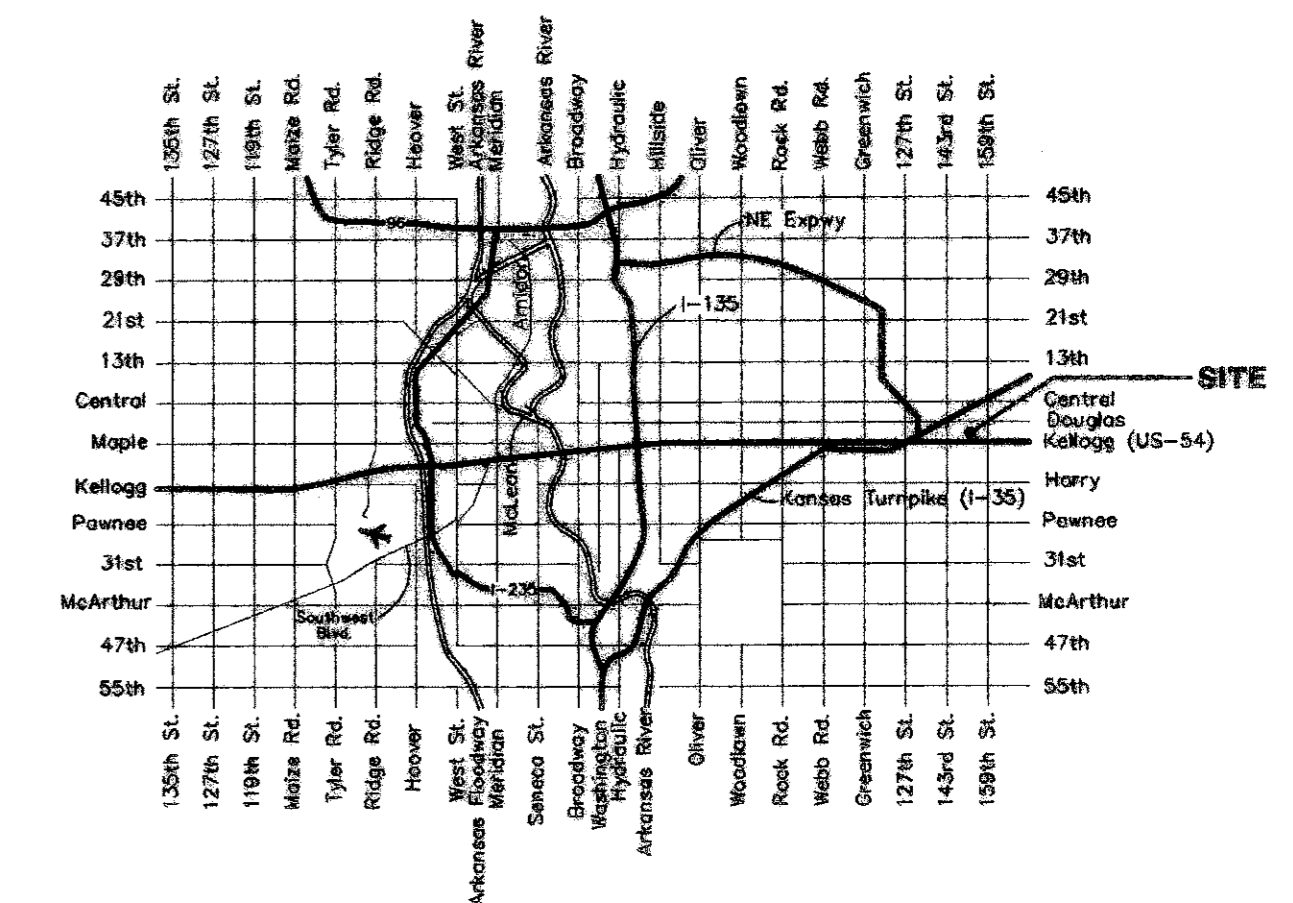 135th St.
127th St.
119th St.
Maize Rd.
Tyler Rd.
Ridge Rd.
Hoover
West St.
Arkansas River
Meridian
Arkansas River
Broadway
Hydraulic
Hillside
Oliver
Woodlawn
Rock Rd.
Webb Rd.
Greenwich
127th St.
143rd St.
159th St.
45th
37th
29th
21st
13th
Central
Maple
Kellogg
Pawnee
31st
McArthur
47th
55th
96
NE Expwy
Amidon
I-135
SITE
McLean
Kansas Turnpike (I-35)
I-235
Southwest
Blvd.
45th
37th
29th
21st
13th
Central
Douglas
Kellogg (US-54)
Harry
Pawnee
31st
McArthur
47th
55th
135th St.
127th St.
119th St.
Maize Rd.
Tyler Rd.
Ridge Rd.
Hoover
West St.
Arkansas Floodway
Meridian
Seneca St.
Broadway
Washington
Hydraulic
Arkansas River
Oliver
Woodlawn
Rock Rd.
Webb Rd.
Greenwich
127th St.
143rd St.
159th St.